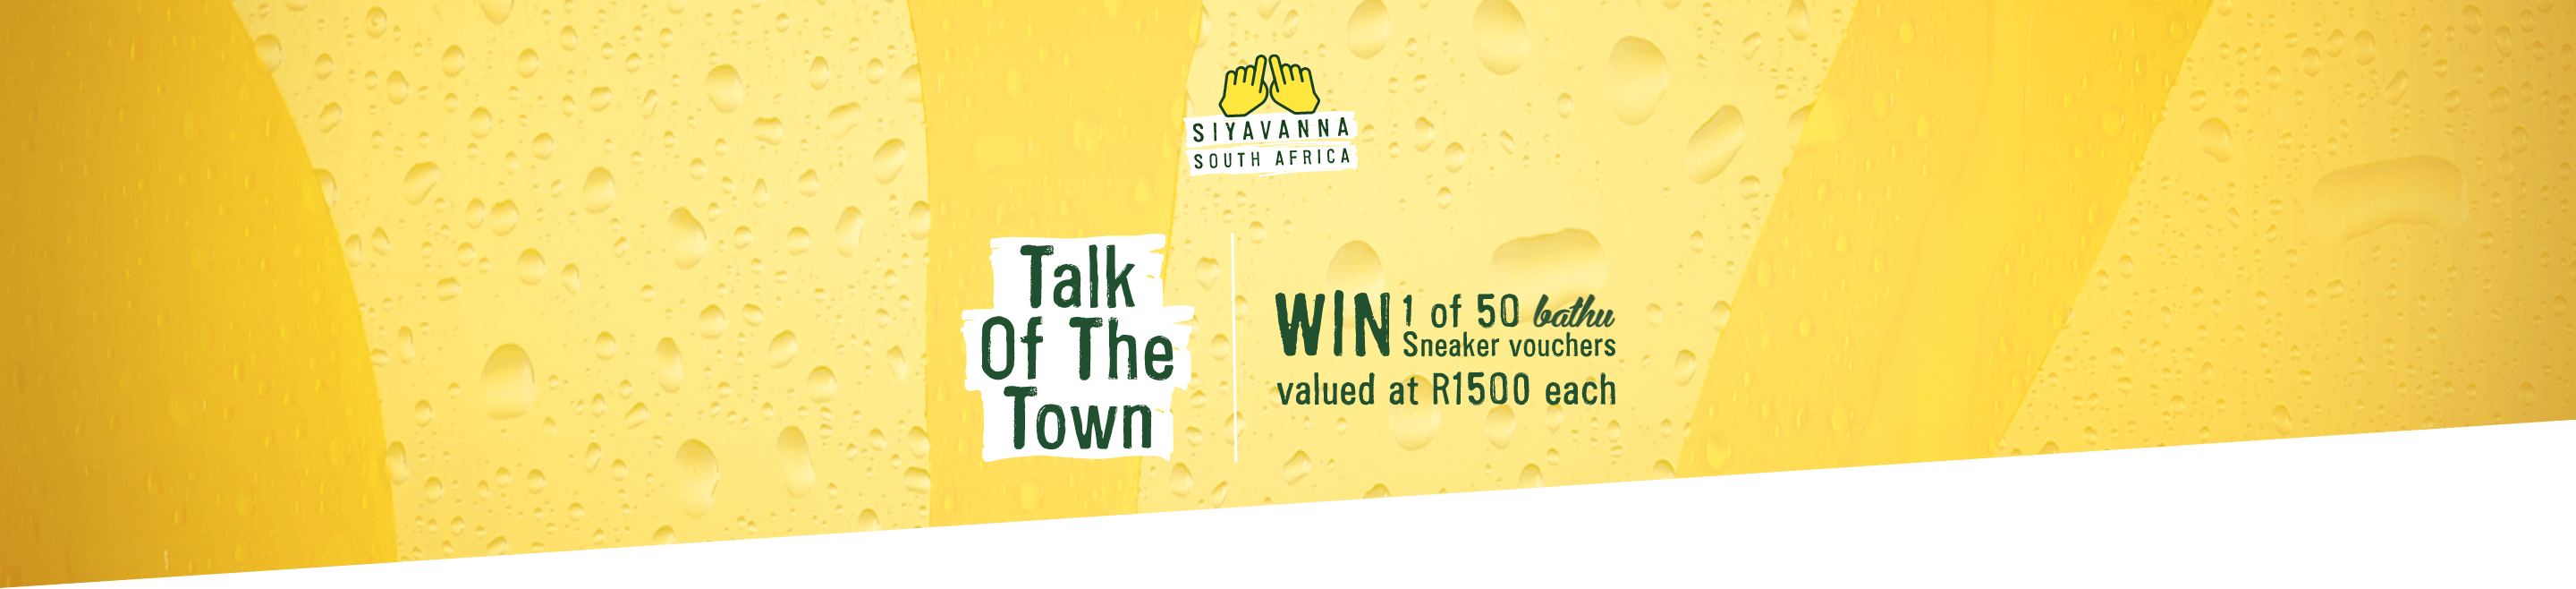 SIYAVANNA
SOUTH AFRICA
Talk
Of The
Town
WIN 1 of 50 bathu
Sneaker vouchers
valued at R1500 each